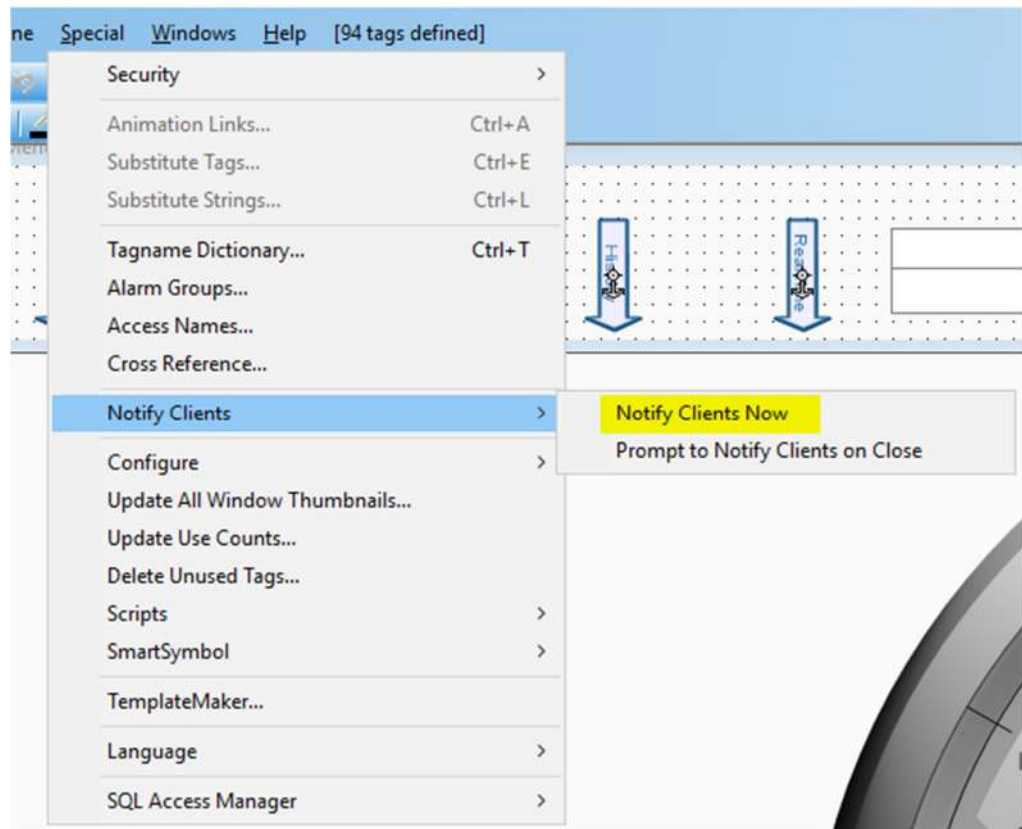 ne Special Windows Help [94 tags defined]
Security >
Animation Links... Ctrl+A
Substitute Tags... Ctrl+E
Substitute Strings... Ctrl+L
Tagname Dictionary... Ctrl+T
Alarm Groups...
Access Names...
Cross Reference...
Notify Clients >
Notify Clients Now
Prompt to Notify Clients on Close
Configure >
Update All Window Thumbnails...
Update Use Counts...
Delete Unused Tags...
Scripts >
SmartSymbol >
TemplateMaker...
Language >
SQL Access Manager >